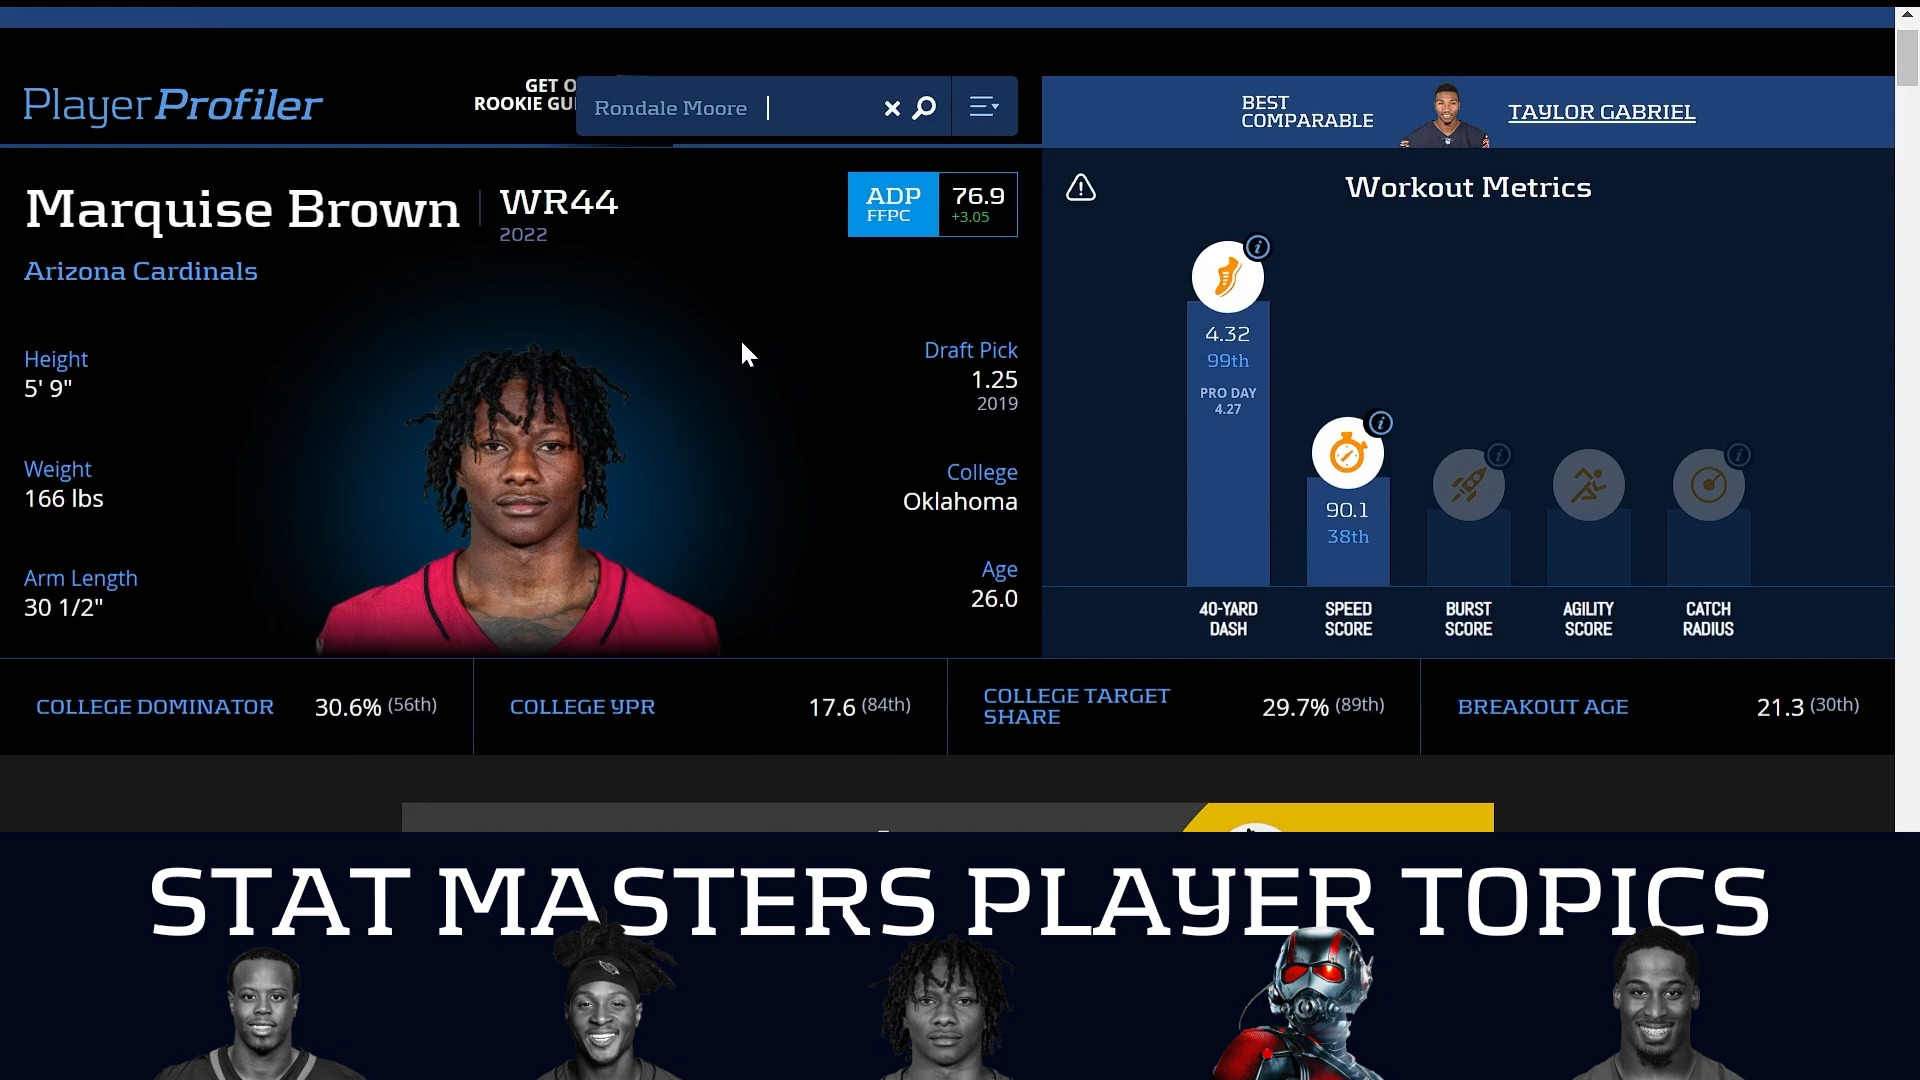 PlayerProfiler
GET O
ROOKIE GUI
Rondale Moore
BEST
COMPARABLE
TAYLOR GABRIEL
Marquise Brown
WR44
2022
ADP
FFPC
76.9
+3.05
Arizona Cardinals
Height
5' 9"
Weight
166 lbs
Arm Length
30 1/2"
Draft Pick
1.25
2019
College
Oklahoma
Age
26.0
Workout Metrics
4.32
99th
PRO DAY
4.27
90.1
38th
40-YARD
DASH
SPEED
SCORE
BURST
SCORE
AGILITY
SCORE
CATCH
RADIUS
COLLEGE DOMINATOR 30.6% (56th)
COLLEGE YPR 17.6 (84th)
COLLEGE TARGET
SHARE
29.7% (89th)
BREAKOUT AGE 21.3 (30th)
STAT MASTERS PLAYER TOPICS